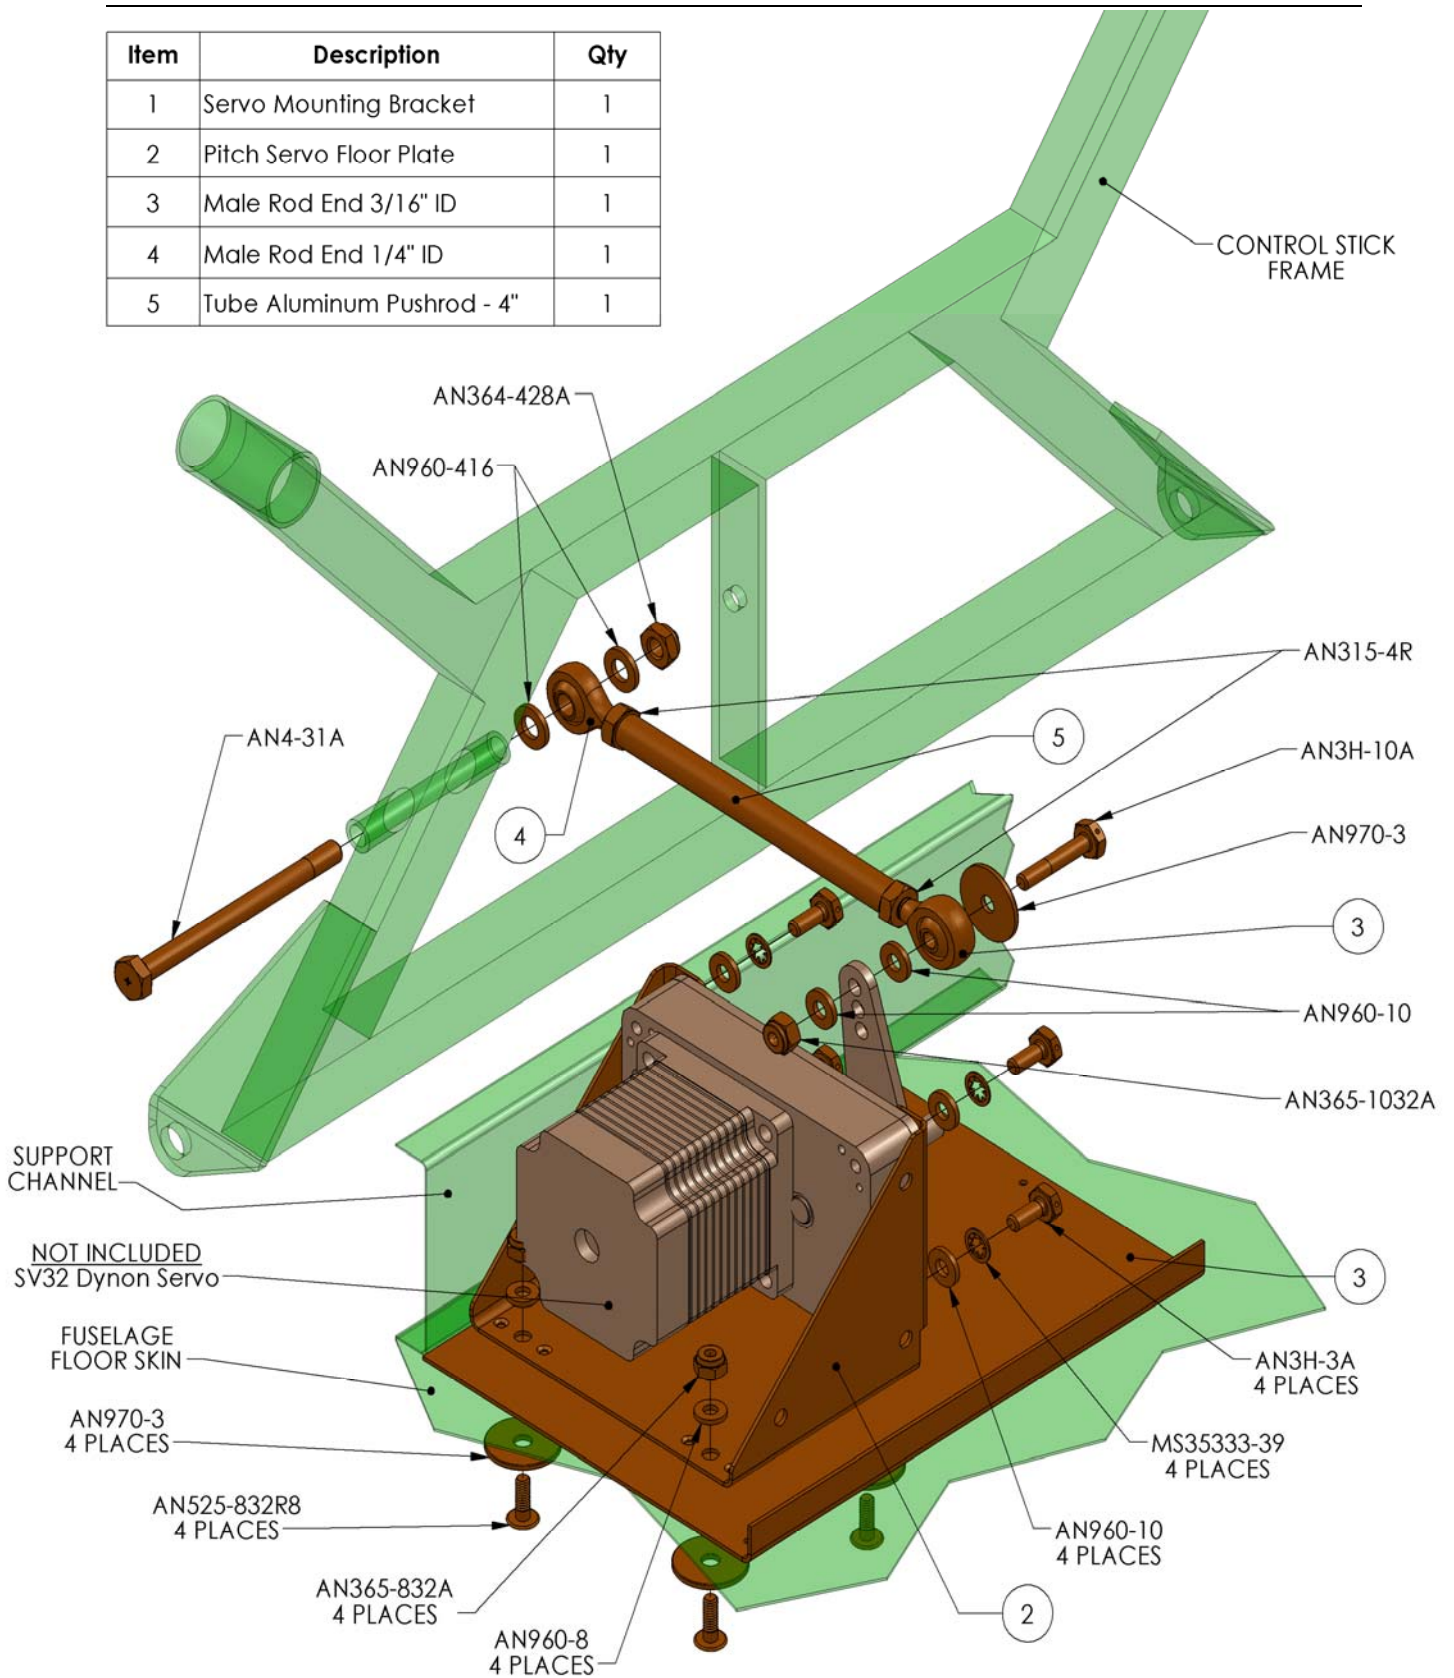 Item Description Qty
1 Servo Mounting Bracket 1
2 Pitch Servo Floor Plate 1
3 Male Rod End 3/16" ID 1
4 Male Rod End 1/4" ID 1
5 Tube Aluminum Pushrod - 4" 1
CONTROL STICK
FRAME
AN364-428A
AN960-416
AN315-4R
AN4-31A
5
AN3H-10A
4
AN970-3
3
AN960-10
AN365-1032A
SUPPORT
CHANNEL
NOT INCLUDED
SV32 Dynon Servo
3
FUSELAGE
FLOOR SKIN
AN3H-3A
4 PLACES
AN970-3
4 PLACES
MS35333-39
4 PLACES
AN525-832R8
4 PLACES
AN960-10
4 PLACES
AN365-832A
4 PLACES
2
AN960-8
4 PLACES